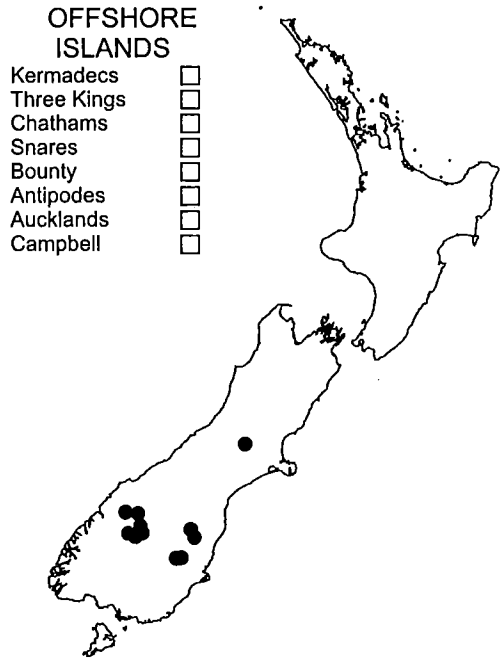 OFFSHORE
ISLANDS
Kermadecs
Three Kings
Chathams
Snares
Bounty
Antipodes
Aucklands
Campbell